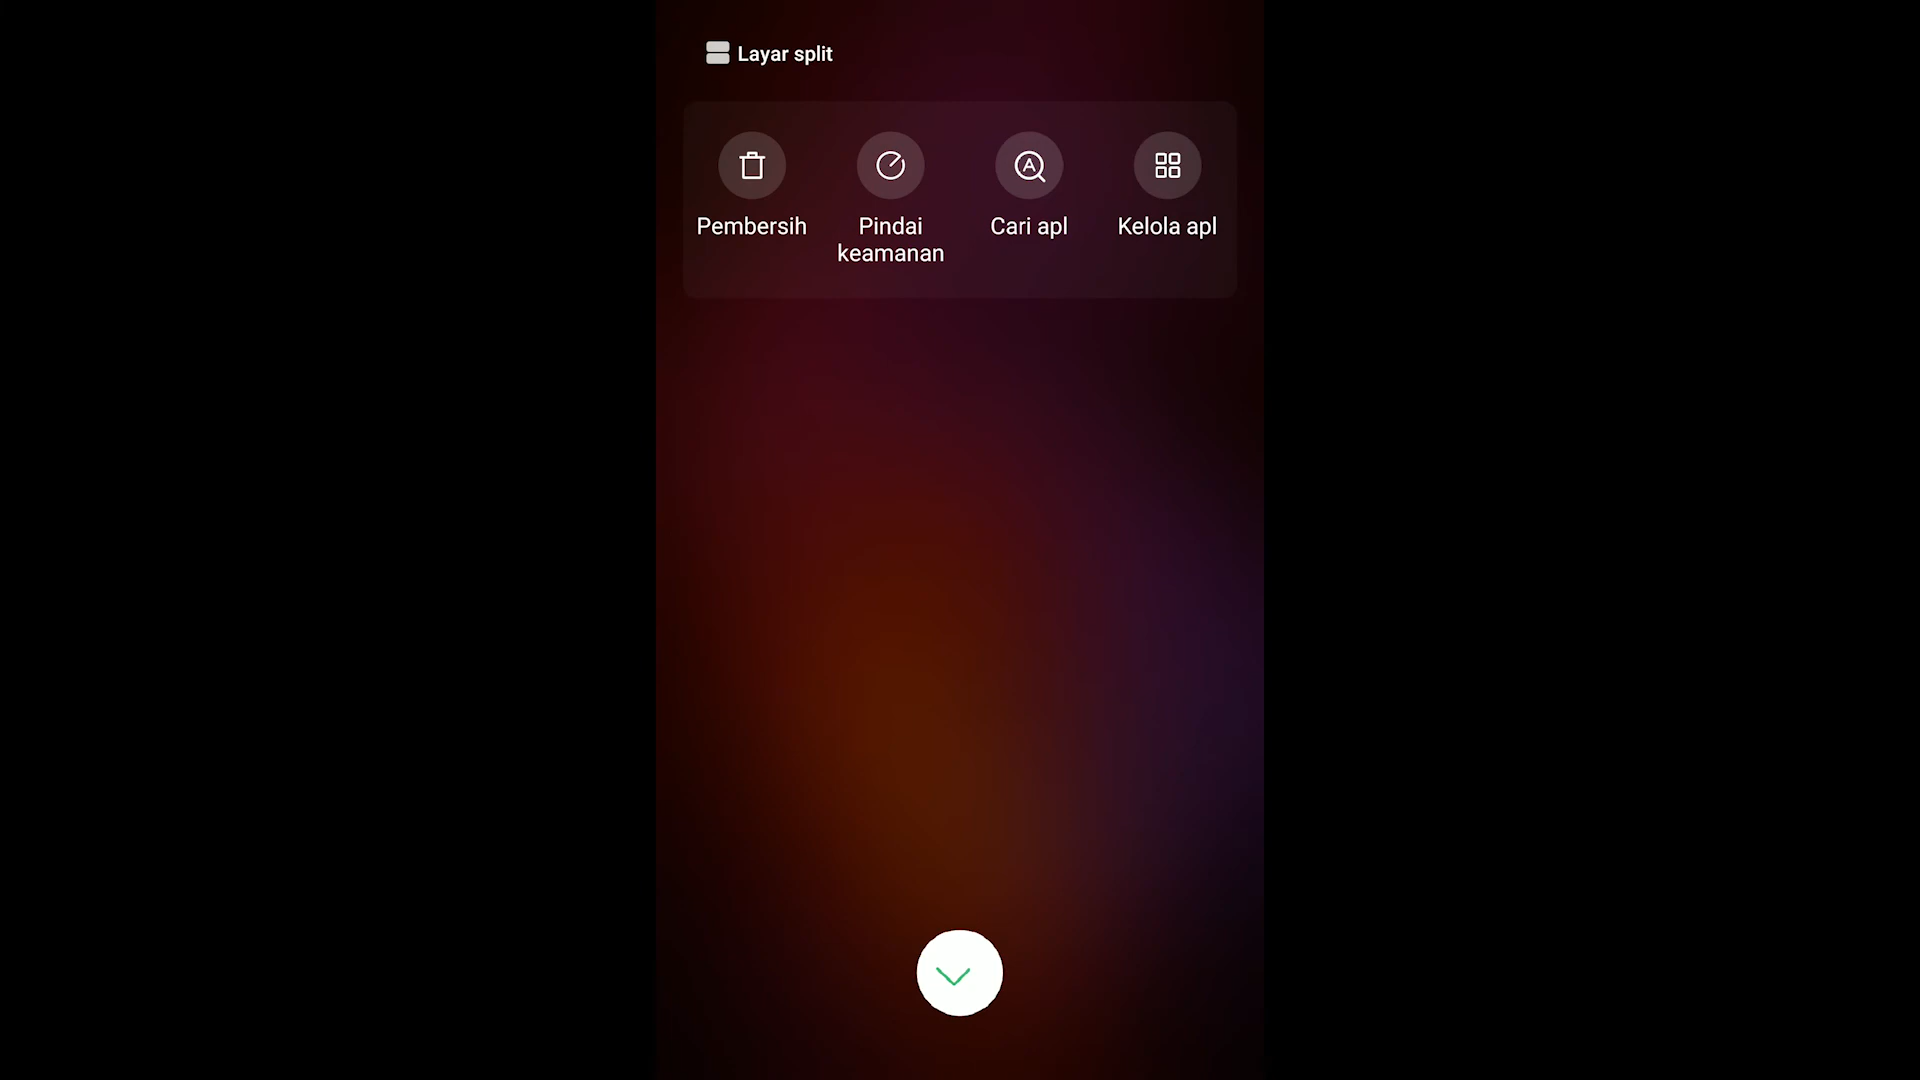 Layar split
Pembersih
Pindai
keamanan
Cari apl
Kelola apl